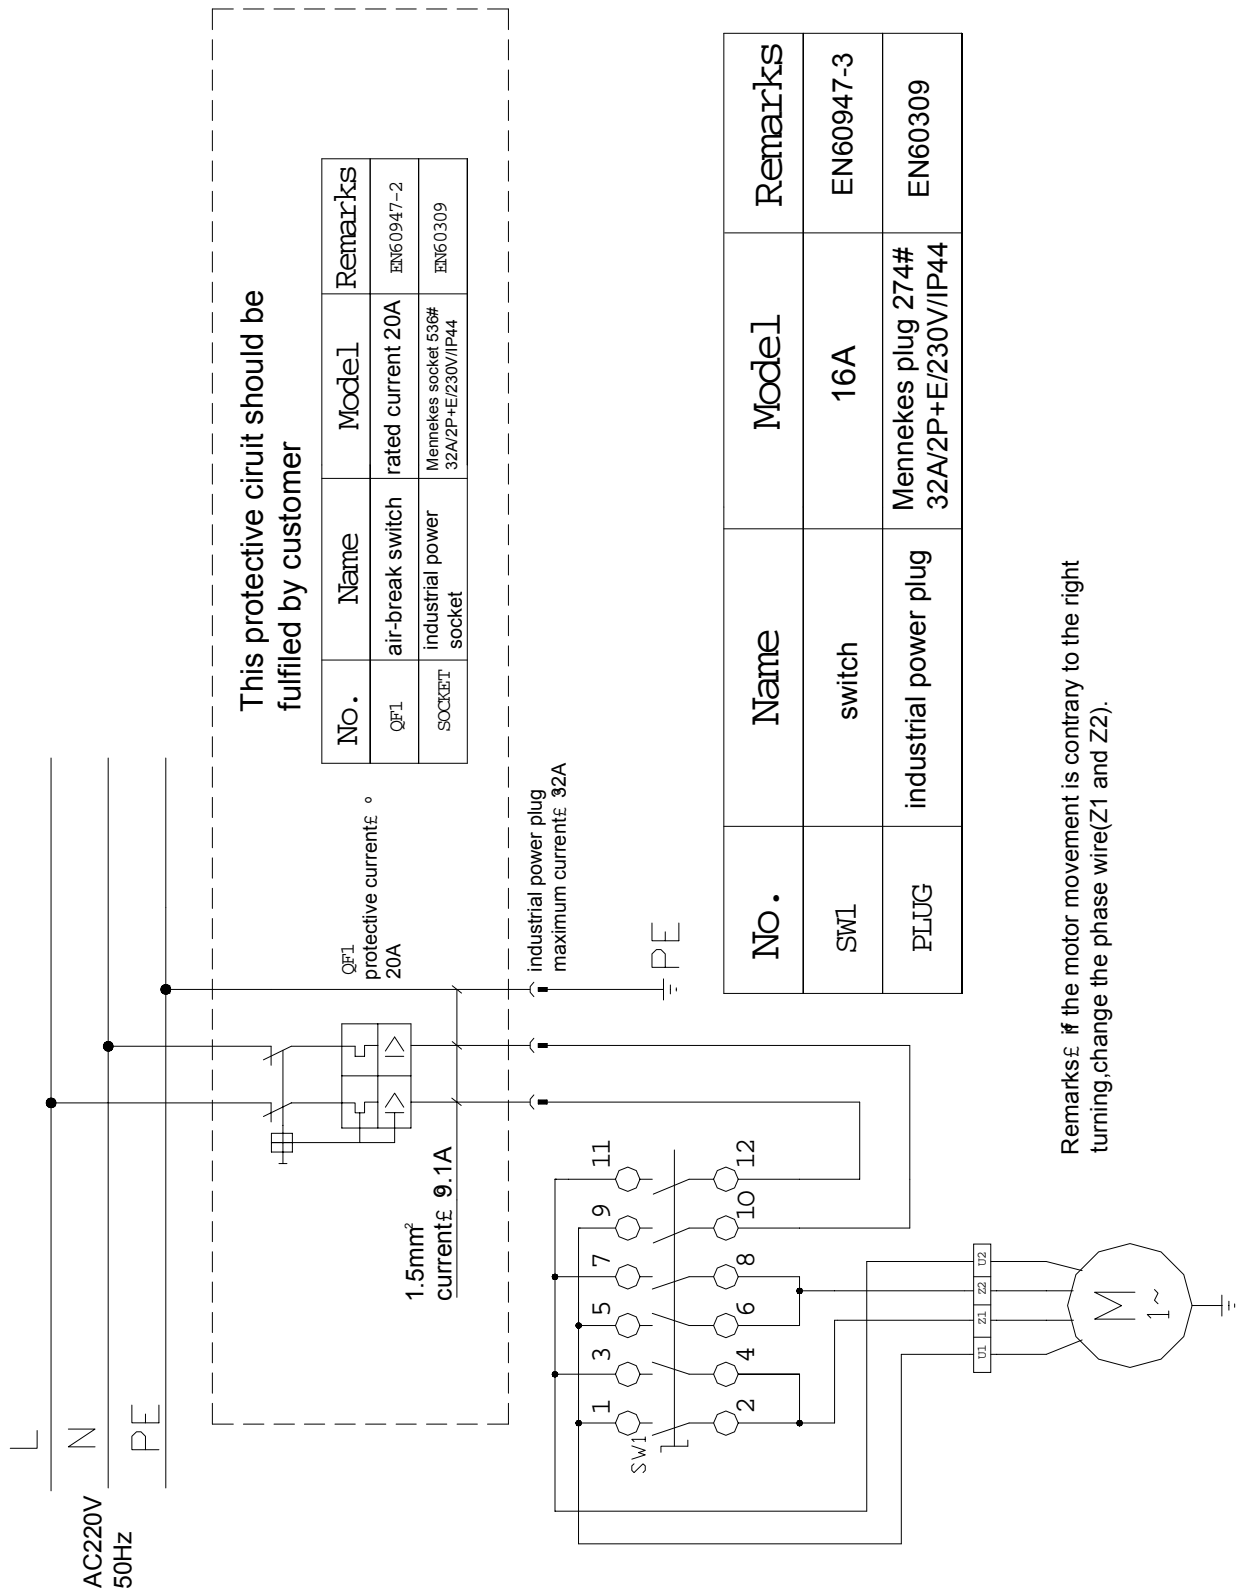 L
N
PE
AC220V
50Hz
This protective ciruit should be
fulfiled by customer
No. Name Model Remarks
QF1 air-break switch rated current 20A EN60947-2
SOCKET industrial power
socket Mennekes socket 536#
32A/2P+E/230V/IP44 EN60309
QF1
protective current£ º
20A
1.5mm²
current£ 9.1A
industrial power plug
maximum current£ 32A
PE
SW1
1 3 5 7 9 11
2 4 6 8 10 12
U1 Z1 Z2 U2
M
1~
No. Name Model Remarks
SW1 switch 16A EN60947-3
PLUG industrial power plug Mennekes plug 274#
32A/2P+E/230V/IP44 EN60309
Remarks£ if the motor movement is contrary to the right
turning,change the phase wire(Z1 and Z2).